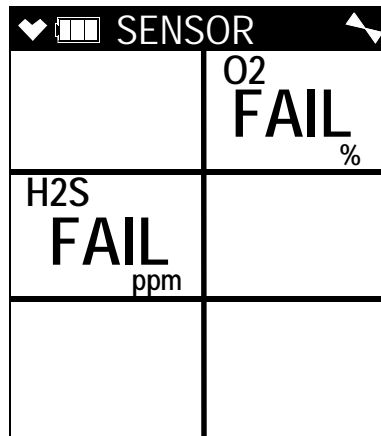 SENSOR
O2
FAIL
%
H2S
FAIL
ppm